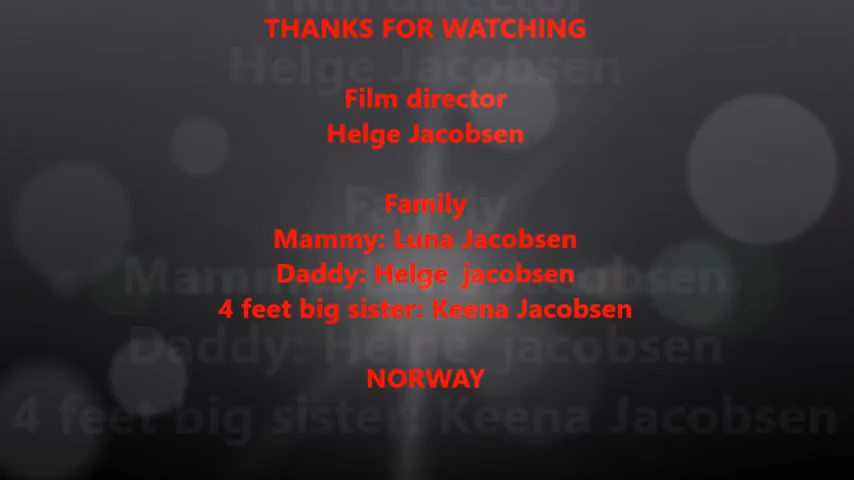 THANKS FOR WATCHING
Film director
Helge Jacobsen
Family
Mammy: Luna Jacobsen
Daddy: Helge  jacobsen
4 feet big sister: Keena Jacobsen
NORWAY